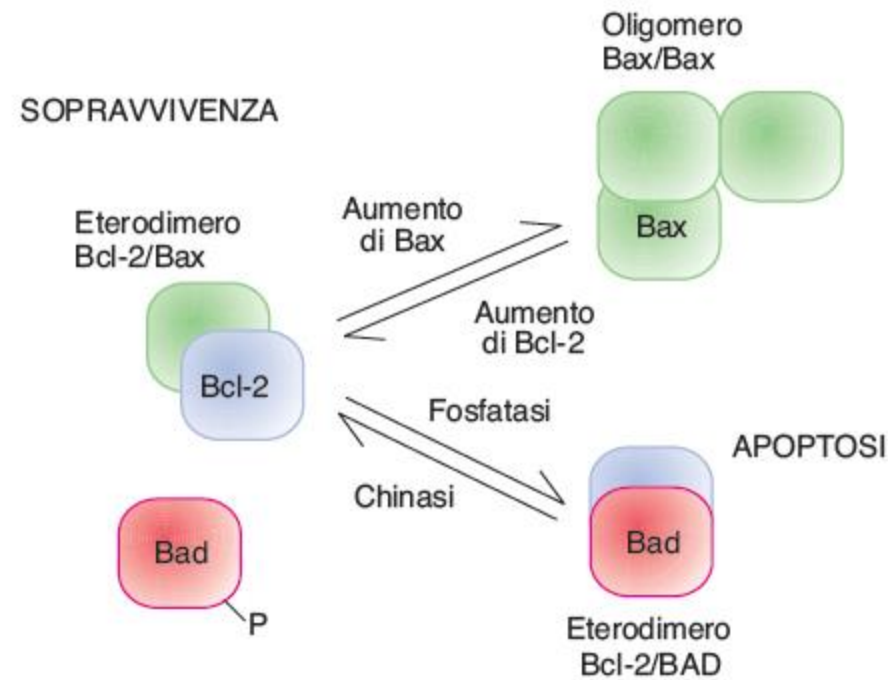 Oligomero
Bax/Bax
SOPRAVVIVENZA
Eterodimero
Bcl-2/Bax
Aumento
di Bax
Bax
Aumento
di Bcl-2
Bcl-2
Fosfatasi
APOPTOSI
Chinasi
Bad
Bad
P
Eterodimero
Bcl-2/BAD